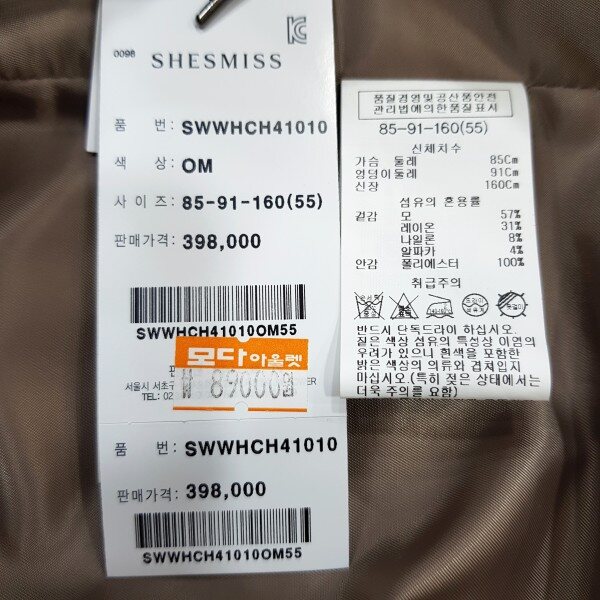 0098
SHESMISS
품 번: SWWHCH41010
색 상: OM
사 이 즈: 85-91-160(55)
판매가격: 398,000
SWWHCH41010OM55
모다아울렛
₩ 89000원
서울시 서초구
TEL: 02
품 번: SWWHCH41010
판매가격: 398,000
SWWHCH41010OM55
품질경영및공산품안전
관리법에의한품질표시
85-91-160(55)
신체치수
가슴 둘레 85Cm
엉덩이둘레 91Cm
신장 160Cm
섬유의 혼용률
겉감 모 57%
레이온 31%
나일론 8%
알파카 4%
안감 폴리에스터 100%
취급주의
반드시 단독드라이 하십시오.
짙은 색상 섬유의 특성상 이염의
우려가 있으니 흰색을 포함한
밝은 색상의 의류와 겹쳐입지
마십시오.(특히 젖은 상태에서는
더욱 주의를 요함)